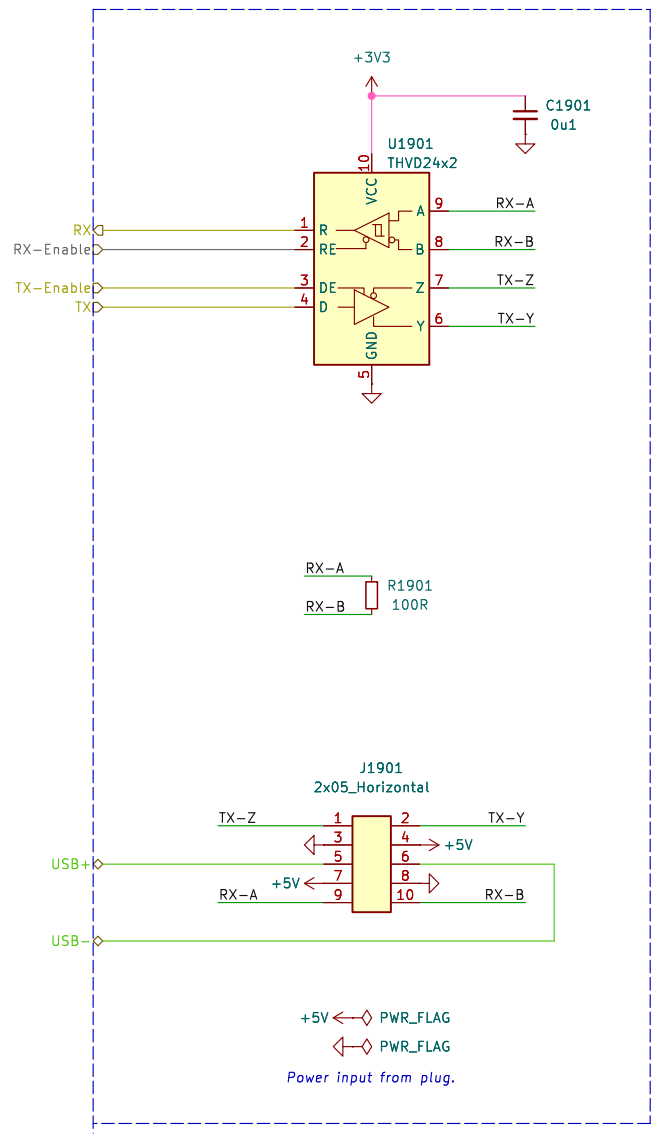 +3V3
C1901
0u1
U1901
THVD24x2
10
VCC
RX 1 R A 9 RX-A
RX-Enable 2 RE B 8 RX-B
TX-Enable 3 DE Z 7 TX-Z
TX 4 D Y 6 TX-Y
GND
5
RX-A
R1901
100R
RX-B
J1901
2x05_Horizontal
TX-Z 1 2 TX-Y
3 4 +5V
USB+ 5 6
+5V 7 8
RX-A 9 10 RX-B
USB-
+5V PWR_FLAG
PWR_FLAG
Power input from plug.